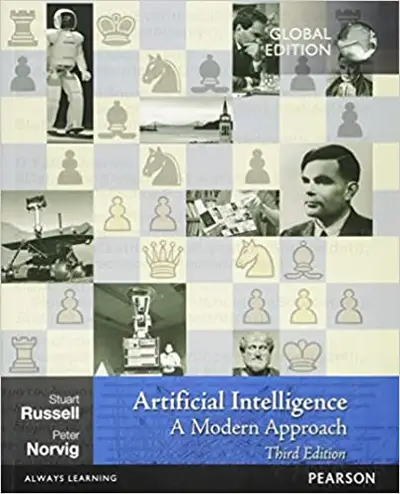 GLOBAL
EDITION
Stuart
Russell
Peter
Norvig
Artificial Intelligence
A Modern Approach
Third Edition
ALWAYS LEARNING
PEARSON